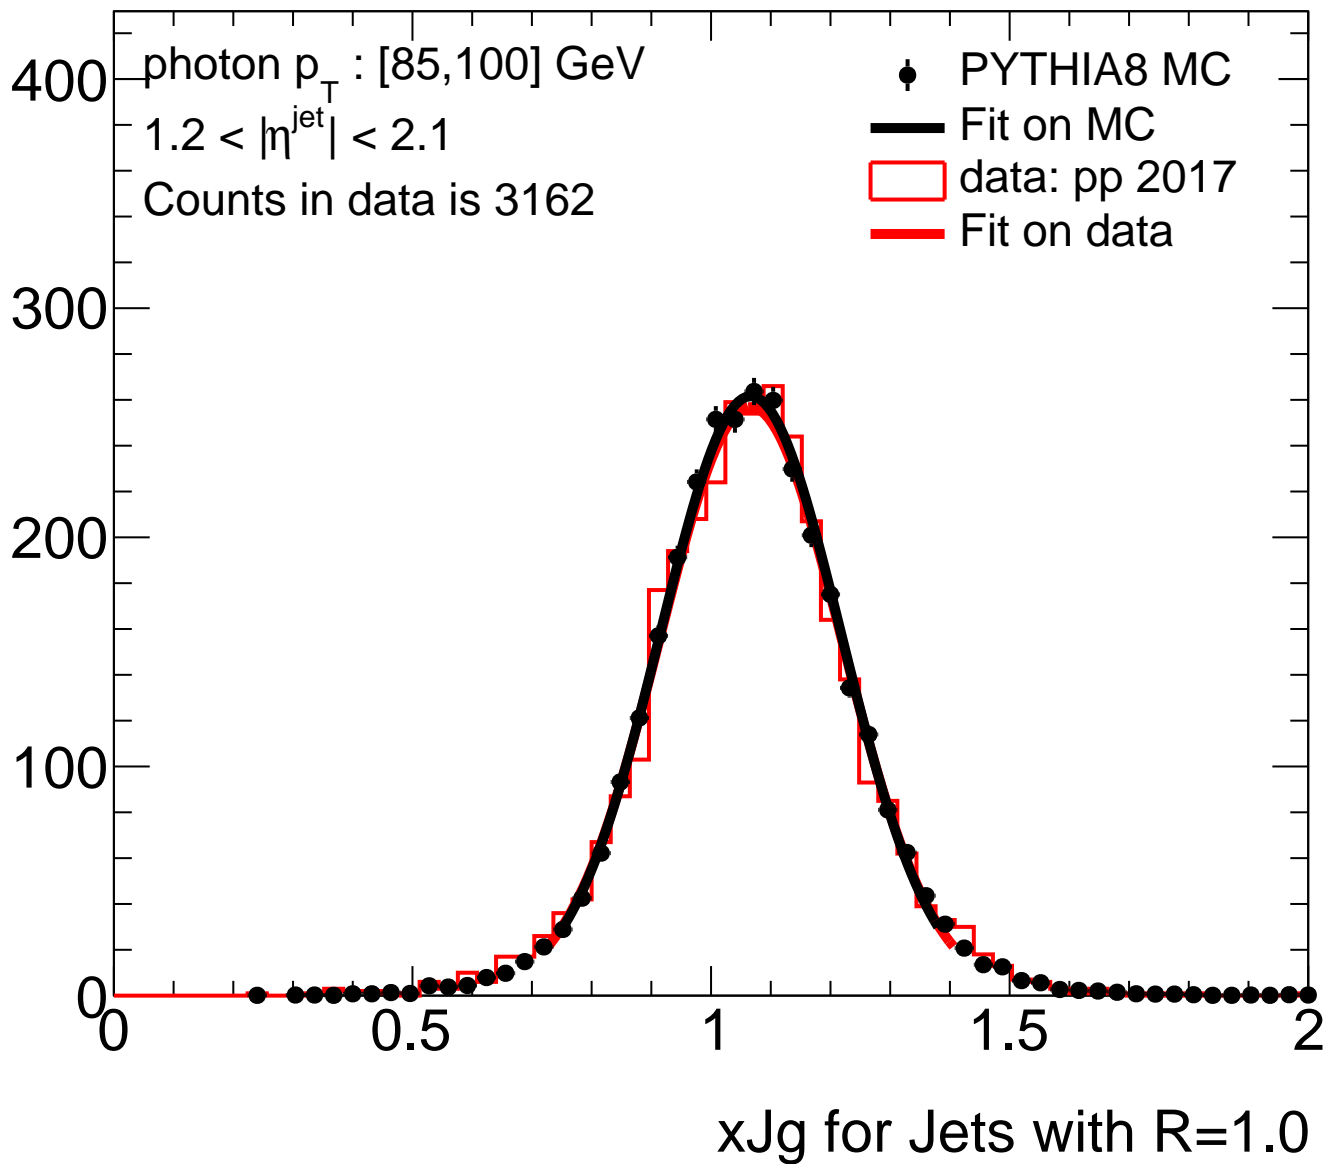 photon p_T : [85,100] GeV
1.2 < |η^jet| < 2.1
Counts in data is 3162
PYTHIA8 MC
Fit on MC
data: pp 2017
Fit on data
400
300
200
100
0
0 0.5 1 1.5 2
xJg for Jets with R=1.0